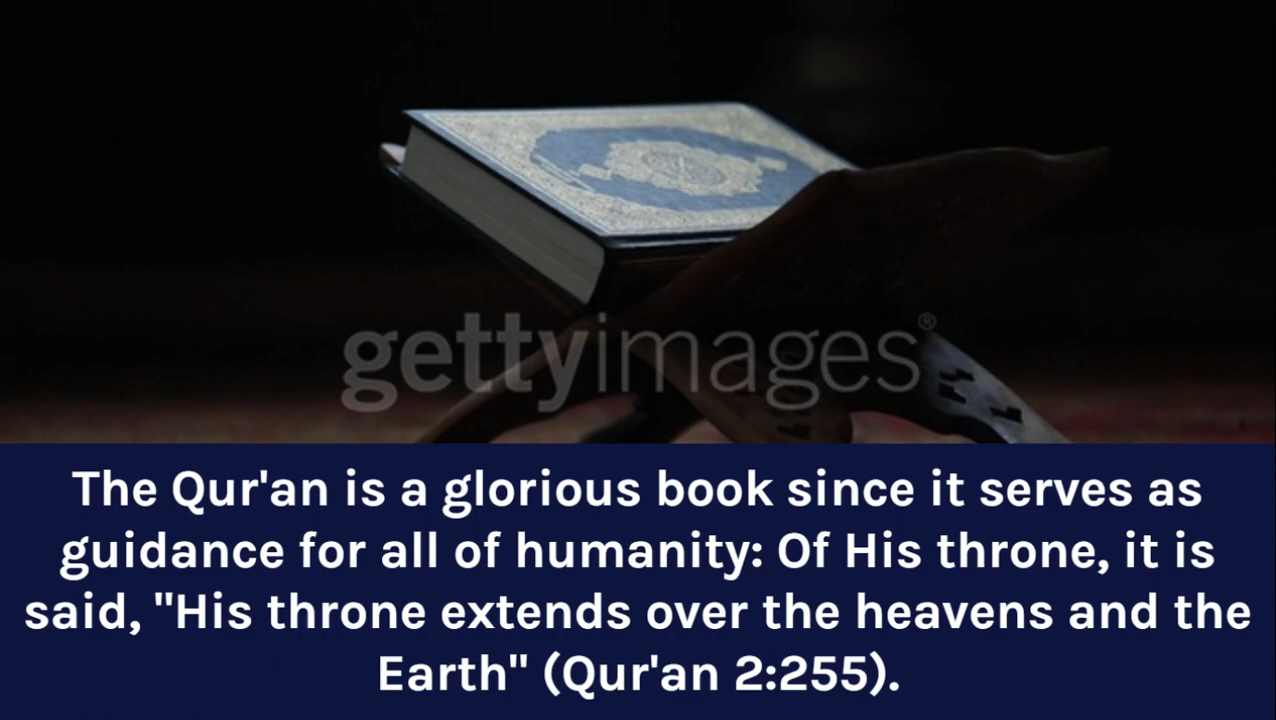 gettyimages®
The Qur'an is a glorious book since it serves as
guidance for all of humanity: Of His throne, it is
said, "His throne extends over the heavens and the
Earth" (Qur'an 2:255).